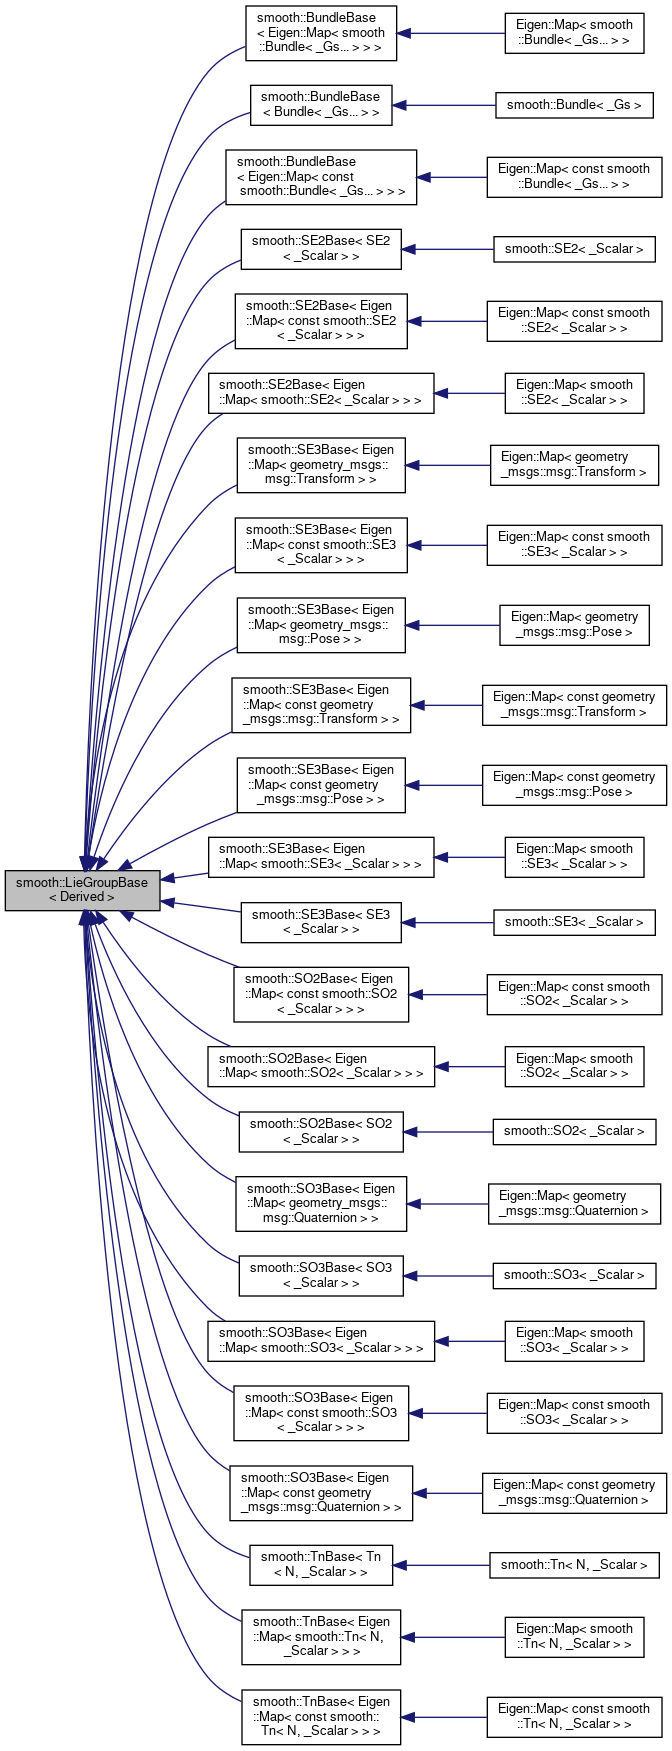 smooth::BundleBase
< Eigen::Map< smooth
::Bundle< _Gs... > > >
Eigen::Map< smooth
::Bundle< _Gs... > >
smooth::BundleBase
< Bundle< _Gs... > >
smooth::Bundle< _Gs >
smooth::BundleBase
< Eigen::Map< const
smooth::Bundle< _Gs... > > >
Eigen::Map< const smooth
::Bundle< _Gs... > >
smooth::SE2Base< SE2
< _Scalar > >
smooth::SE2< _Scalar >
smooth::SE2Base< Eigen
::Map< const smooth::SE2
< _Scalar > > >
Eigen::Map< const smooth
::SE2< _Scalar > >
smooth::SE2Base< Eigen
::Map< smooth::SE2< _Scalar > > >
Eigen::Map< smooth
::SE2< _Scalar > >
smooth::SE3Base< Eigen
::Map< geometry_msgs::
msg::Transform > >
Eigen::Map< geometry
_msgs::msg::Transform >
smooth::SE3Base< Eigen
::Map< const smooth::SE3
< _Scalar > > >
Eigen::Map< const smooth
::SE3< _Scalar > >
smooth::SE3Base< Eigen
::Map< geometry_msgs::
msg::Pose > >
Eigen::Map< geometry
_msgs::msg::Pose >
smooth::SE3Base< Eigen
::Map< const geometry
_msgs::msg::Transform > >
Eigen::Map< const geometry
_msgs::msg::Transform >
smooth::SE3Base< Eigen
::Map< const geometry
_msgs::msg::Pose > >
Eigen::Map< const geometry
_msgs::msg::Pose >
smooth::SE3Base< Eigen
::Map< smooth::SE3< _Scalar > > >
Eigen::Map< smooth
::SE3< _Scalar > >
smooth::LieGroupBase
< Derived >
smooth::SE3Base< SE3
< _Scalar > >
smooth::SE3< _Scalar >
smooth::SO2Base< Eigen
::Map< const smooth::SO2
< _Scalar > > >
Eigen::Map< const smooth
::SO2< _Scalar > >
smooth::SO2Base< Eigen
::Map< smooth::SO2< _Scalar > > >
Eigen::Map< smooth
::SO2< _Scalar > >
smooth::SO2Base< SO2
< _Scalar > >
smooth::SO2< _Scalar >
smooth::SO3Base< Eigen
::Map< geometry_msgs::
msg::Quaternion > >
Eigen::Map< geometry
_msgs::msg::Quaternion >
smooth::SO3Base< SO3
< _Scalar > >
smooth::SO3< _Scalar >
smooth::SO3Base< Eigen
::Map< smooth::SO3< _Scalar > > >
Eigen::Map< smooth
::SO3< _Scalar > >
smooth::SO3Base< Eigen
::Map< const smooth::SO3
< _Scalar > > >
Eigen::Map< const smooth
::SO3< _Scalar > >
smooth::SO3Base< Eigen
::Map< const geometry
_msgs::msg::Quaternion > >
Eigen::Map< const geometry
_msgs::msg::Quaternion >
smooth::TnBase< Tn
< N, _Scalar > >
smooth::Tn< N, _Scalar >
smooth::TnBase< Eigen
::Map< smooth::Tn< N,
_Scalar > > >
Eigen::Map< smooth
::Tn< N, _Scalar > >
smooth::TnBase< Eigen
::Map< const smooth::
Tn< N, _Scalar > > >
Eigen::Map< const smooth
::Tn< N, _Scalar > >